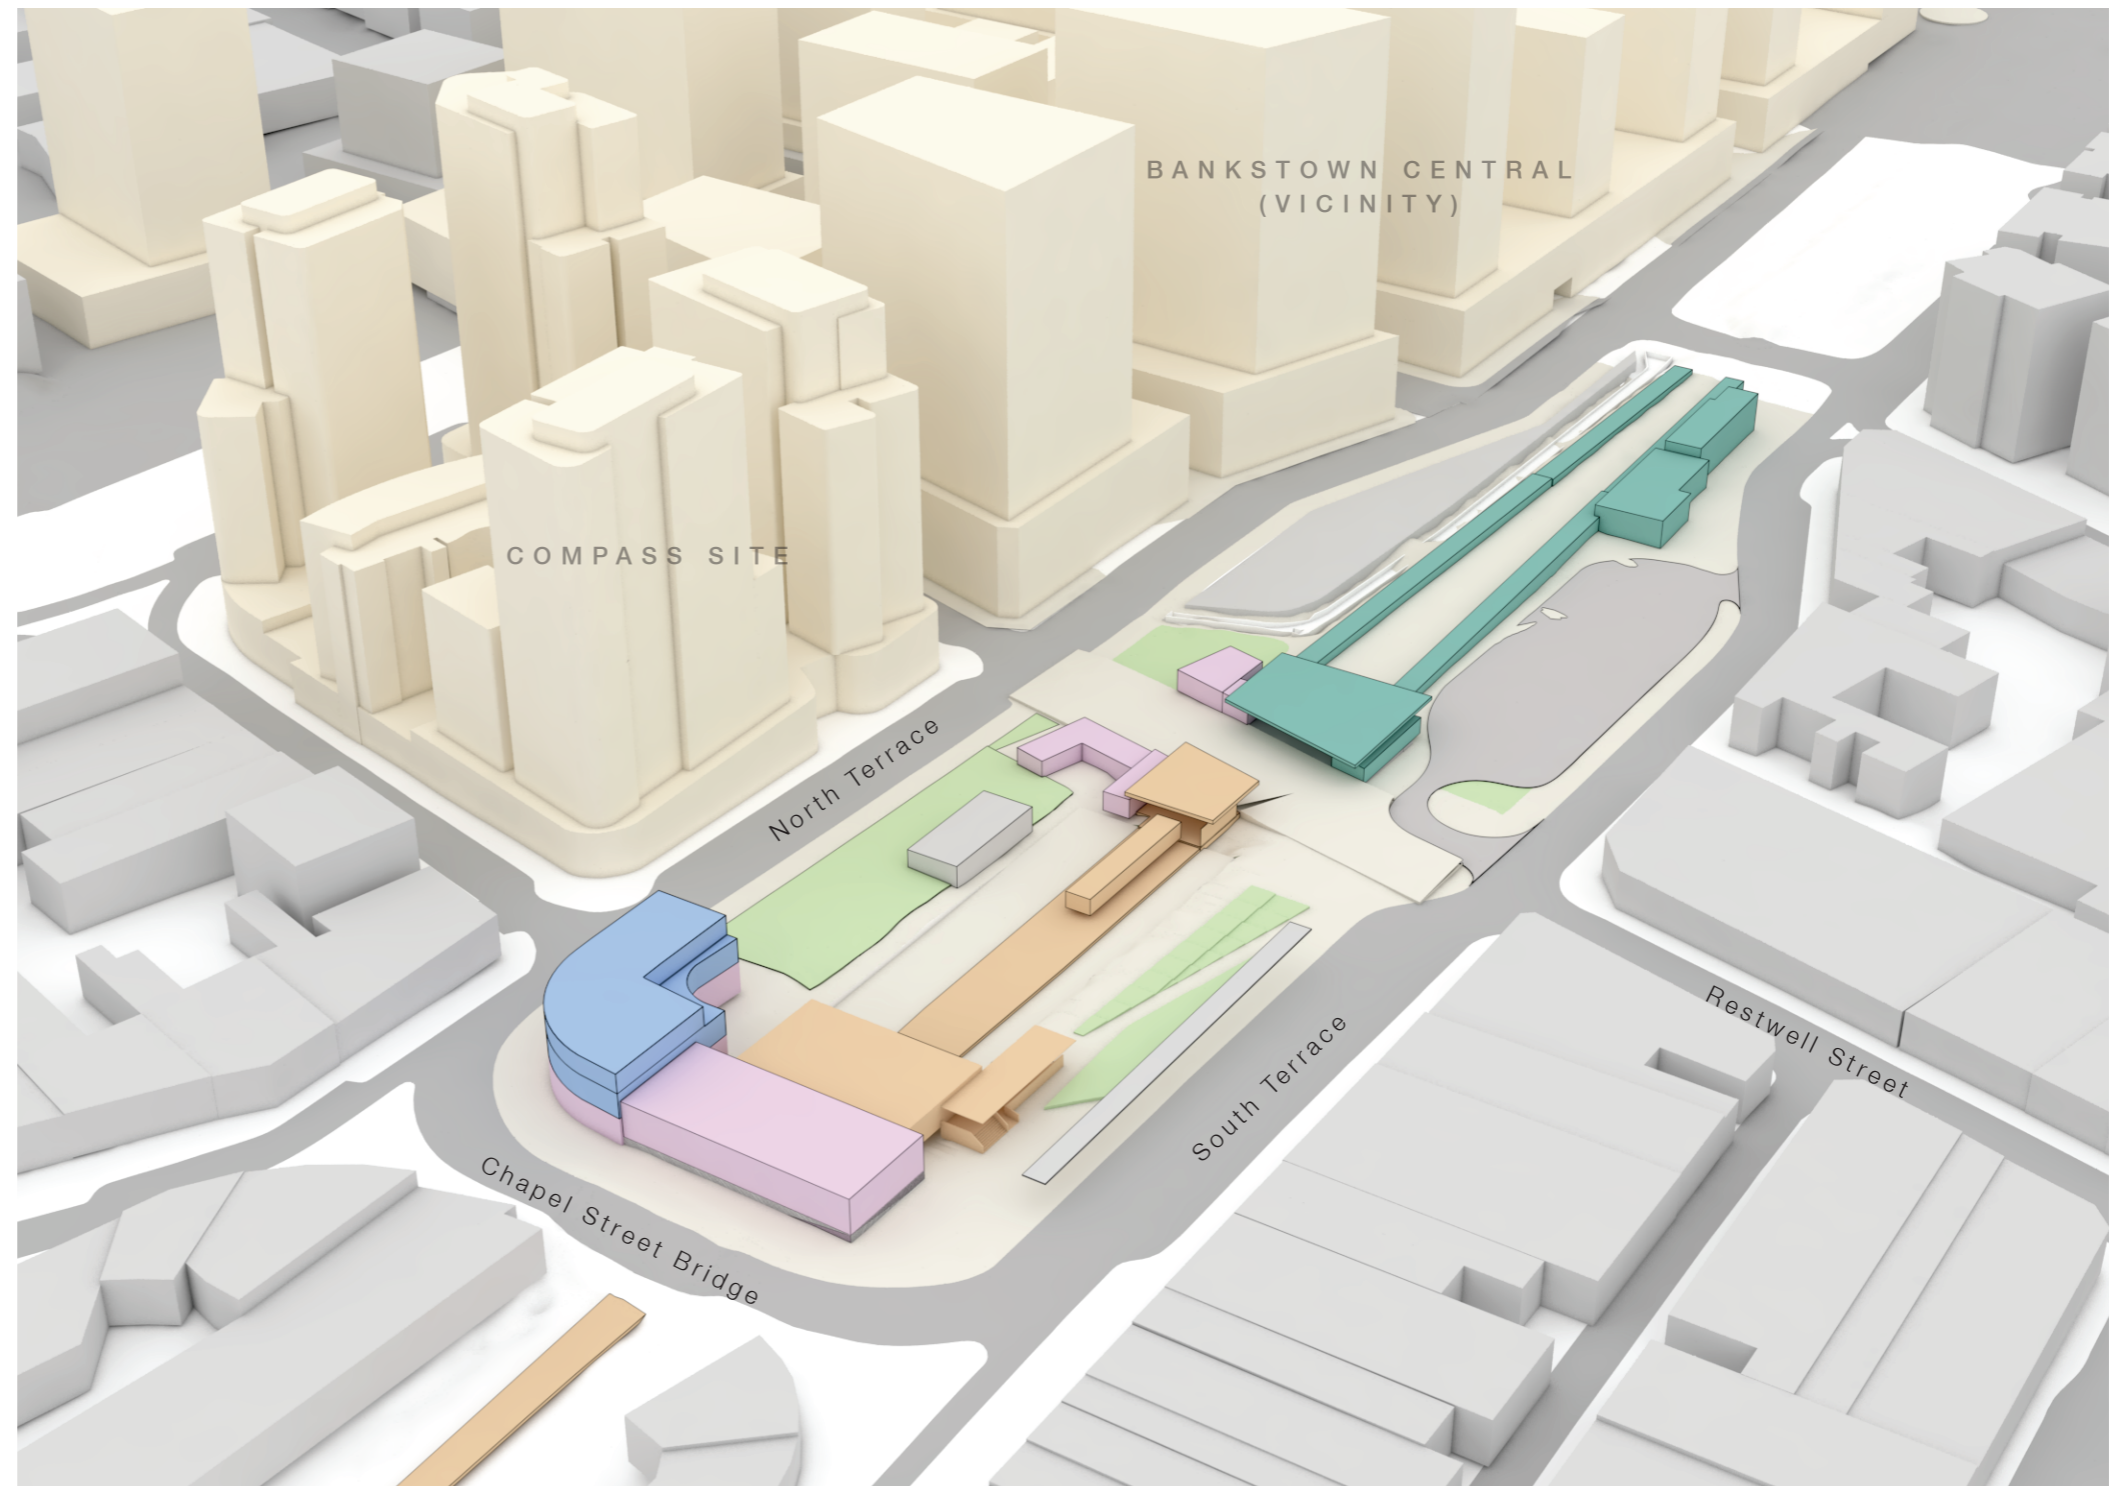 BANKSTOWN CENTRAL
(VICINITY)
COMPASS SITE
North Terrace
Restwell Street
South Terrace
Chapel Street Bridge